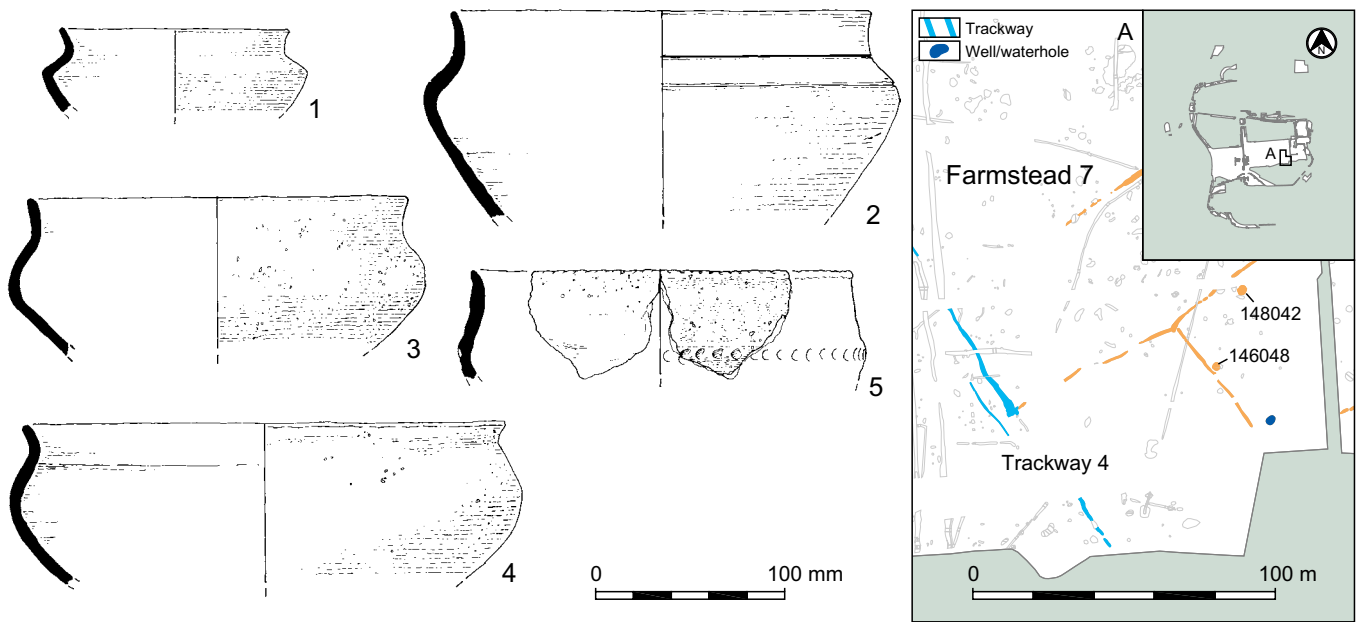 1
2
3
4
5
0 100 mm
Trackway
Well/waterhole
A
N
A
Farmstead 7
148042
146048
Trackway 4
0 100 m